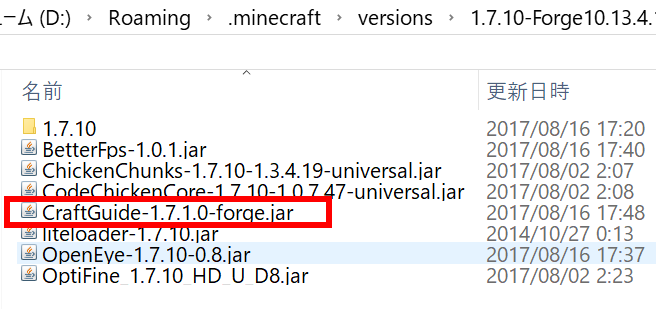 ューム (D:) > Roaming > .minecraft > versions > 1.7.10-Forge10.13.4.
名前 更新日時
1.7.10 2017/08/16 17:20
BetterFps-1.0.1.jar 2017/08/16 17:40
ChickenChunks-1.7.10-1.3.4.19-universal.jar 2017/08/02 2:07
CodeChickenCore-1.7.10-1.0.7.47-universal.jar 2017/08/02 2:08
CraftGuide-1.7.1.0-forge.jar 2017/08/16 17:48
liteloader-1.7.10.jar 2014/10/27 0:13
OpenEye-1.7.10-0.8.jar 2017/08/16 17:37
OptiFine_1.7.10_HD_U_D8.jar 2017/08/02 2:23